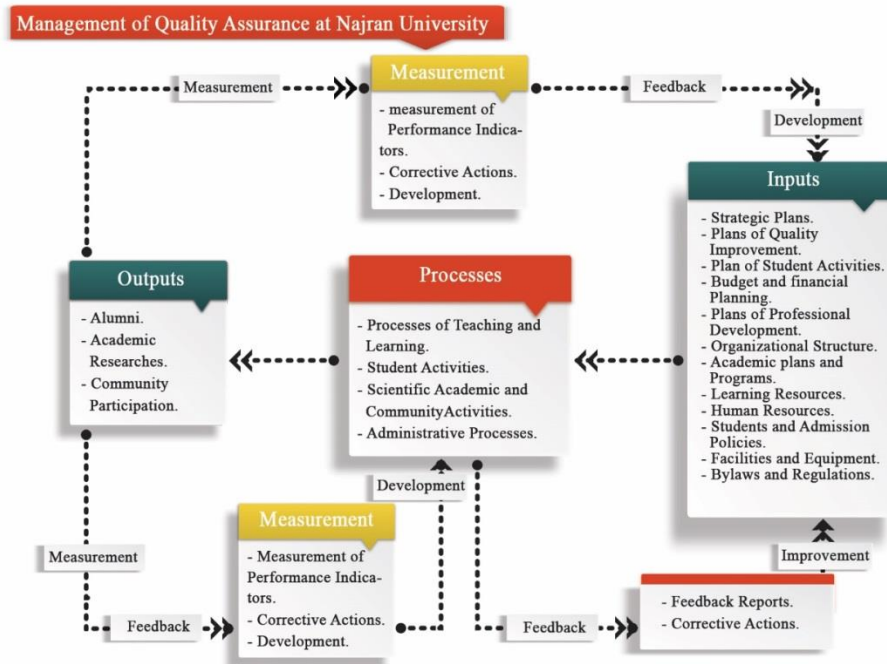 Management of Quality Assurance at Najran University
Measurement
Measurement
- measurement of
Performance Indica-
tors.
- Corrective Actions.
- Development.
Feedback
Development
Inputs
- Strategic Plans.
- Plans of Quality
Improvement.
- Plan of Student Activities.
- Budget and financial
Planning.
- Plans of Professional
Development.
- Organizational Structure.
- Academic plans and
Programs.
- Learning Resources.
- Human Resources.
- Students and Admission
Policies.
- Facilities and Equipment.
- Bylaws and Regulations.
Processes
- Processes of Teaching and
Learning.
- Student Activities.
- Scientific Academic and
CommunityActivities.
- Administrative Processes.
Outputs
- Alumni.
- Academic
Researches.
- Community
Participation.
Measurement
Feedback
Measurement
- Measurement of
Performance Indica-
tors.
- Corrective Actions.
- Development.
Development
Feedback
- Feedback Reports.
- Corrective Actions.
Improvement